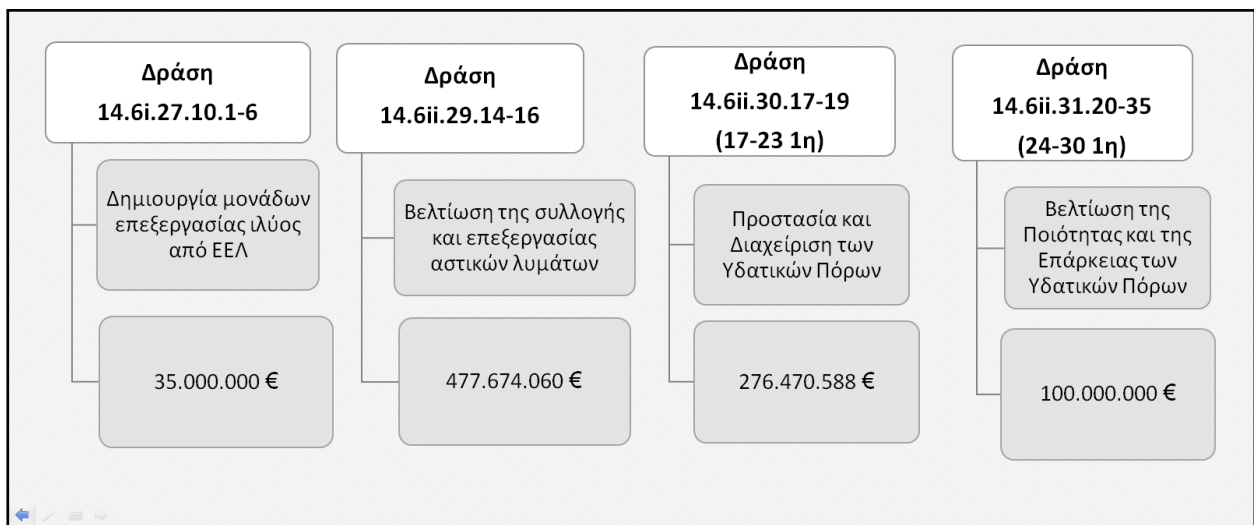 Δράση
14.6i.27.10.1-6
Δημιουργία μονάδων
επεξεργασίας ιλύος
από ΕΕΛ
35.000.000 €
Δράση
14.6ii.29.14-16
Βελτίωση της συλλογής
και επεξεργασίας
αστικών λυμάτων
477.674.060 €
Δράση
14.6ii.30.17-19
(17-23 1η)
Προστασία και
Διαχείριση των
Υδατικών Πόρων
276.470.588 €
Δράση
14.6ii.31.20-35
(24-30 1η)
Βελτίωση της
Ποιότητας και της
Επάρκειας των
Υδατικών Πόρων
100.000.000 €